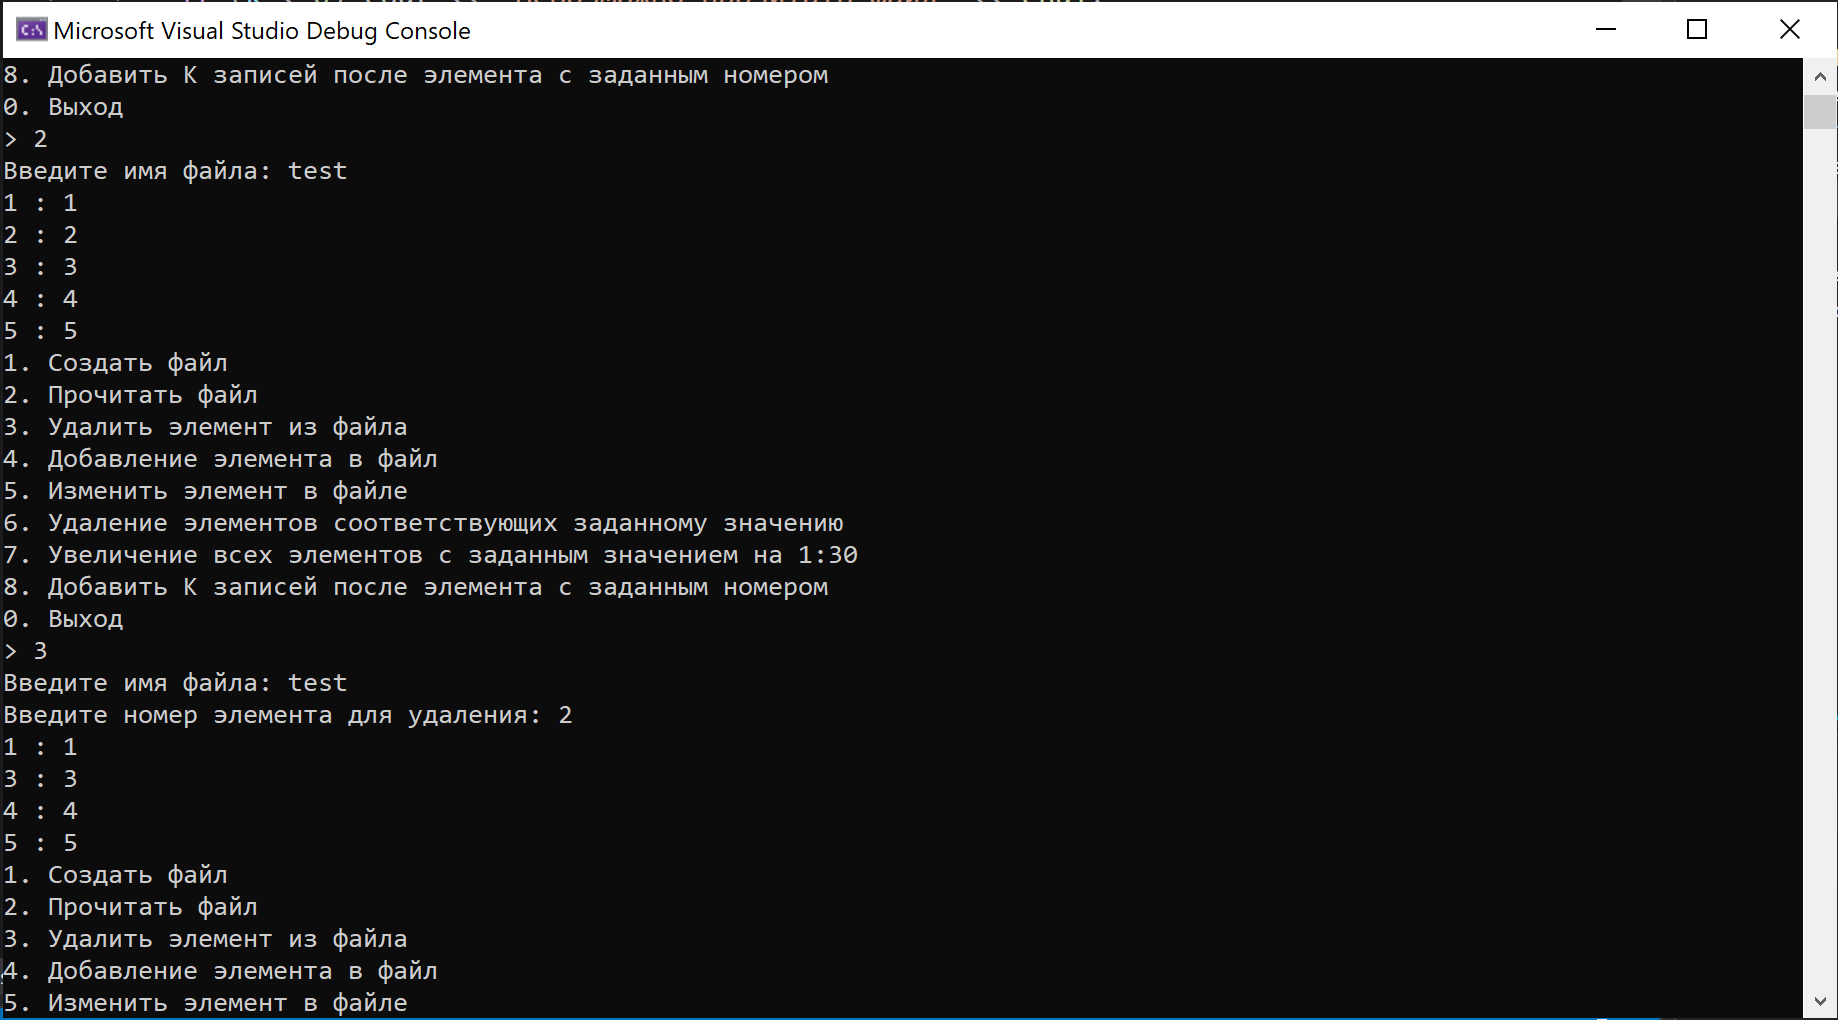 Microsoft Visual Studio Debug Console
8. Добавить К записей после элемента с заданным номером
0. Выход
> 2
Введите имя файла: test
1 : 1
2 : 2
3 : 3
4 : 4
5 : 5
1. Создать файл
2. Прочитать файл
3. Удалить элемент из файла
4. Добавление элемента в файл
5. Изменить элемент в файле
6. Удаление элементов соответствующих заданному значению
7. Увеличение всех элементов с заданным значением на 1:30
8. Добавить К записей после элемента с заданным номером
0. Выход
> 3
Введите имя файла: test
Введите номер элемента для удаления: 2
1 : 1
3 : 3
4 : 4
5 : 5
1. Создать файл
2. Прочитать файл
3. Удалить элемент из файла
4. Добавление элемента в файл
5. Изменить элемент в файле